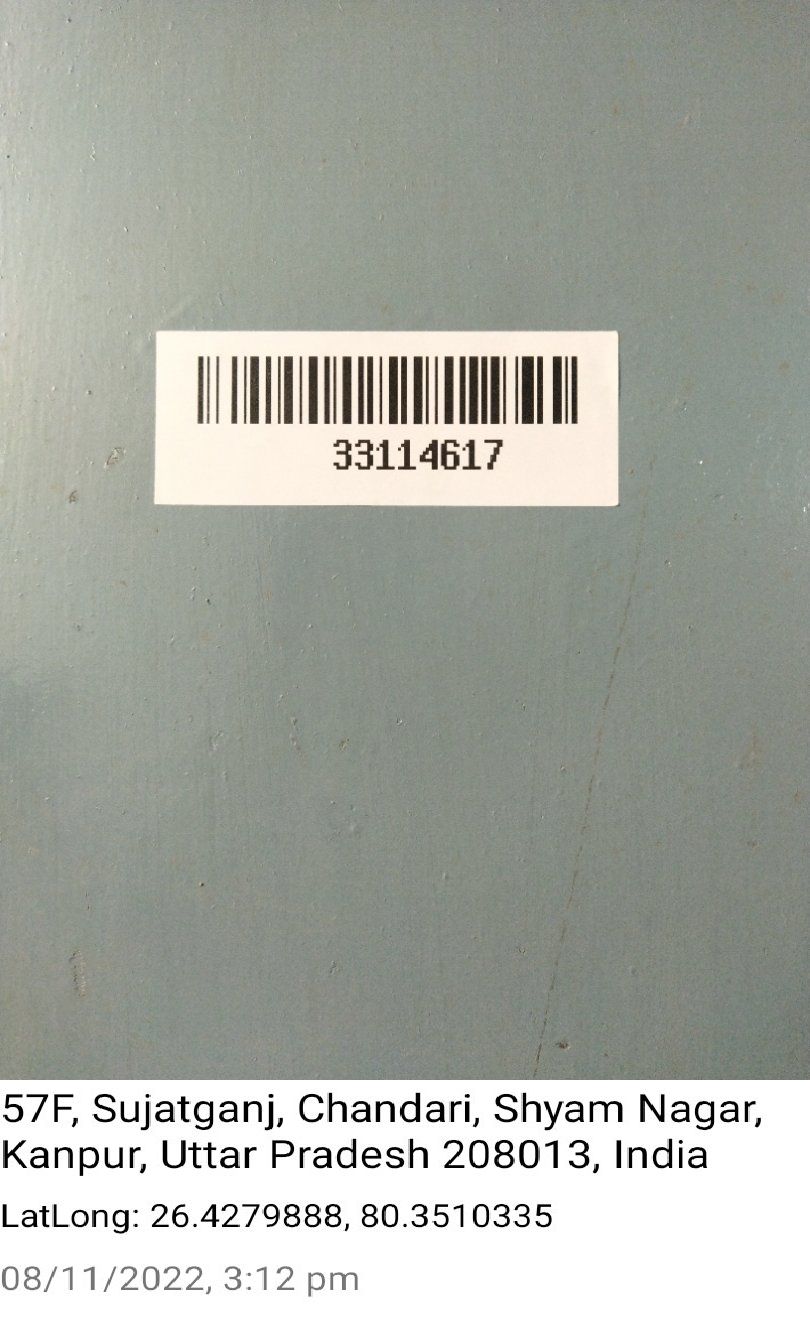 33114617
57F, Sujatganj, Chandari, Shyam Nagar,
Kanpur, Uttar Pradesh 208013, India
LatLong: 26.4279888, 80.3510335
08/11/2022, 3:12 pm